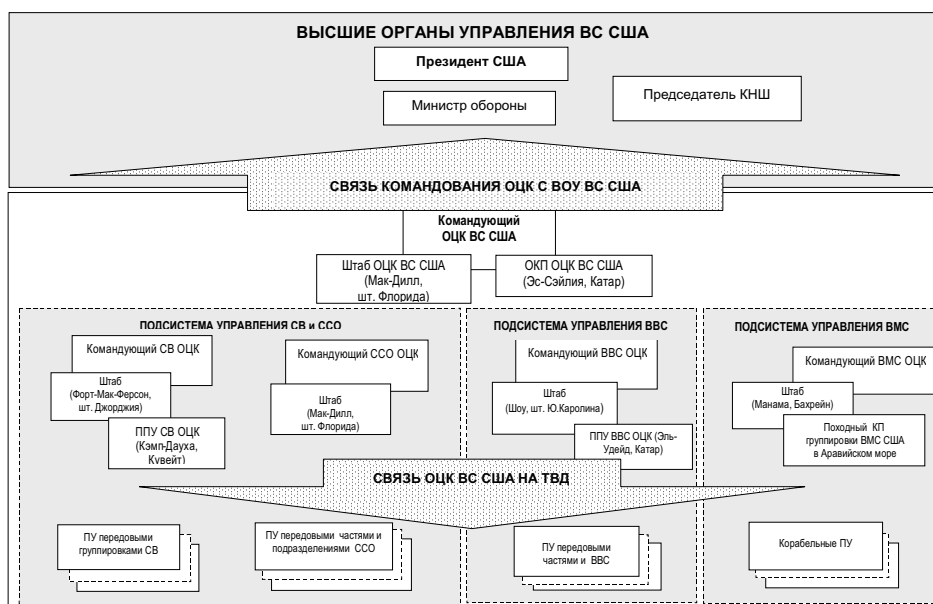 ВЫСШИЕ ОРГАНЫ УПРАВЛЕНИЯ ВС США
Президент США
Министр обороны
Председатель КНШ
СВЯЗЬ КОМАНДОВАНИЯ ОЦК С ВОУ ВС США
Командующий
ОЦК ВС США
Штаб ОЦК ВС США
(Мак-Дилл,
шт. Флорида)
ОКП ОЦК ВС США
(Эс-Сэйлия, Катар)
ПОДСИСТЕМА УПРАВЛЕНИЯ СВ и ССО
Командующий СВ ОЦК
Штаб
(Форт-Мак-Ферсон,
шт. Джорджия)
ППУ СВ ОЦК
(Кэмп-Дауха,
Кувейт)
Командующий ССО ОЦК
Штаб
(Мак-Дилл,
шт. Флорида)
ПОДСИСТЕМА УПРАВЛЕНИЯ ВВС
Командующий ВВС ОЦК
Штаб
(Шоу, шт. Ю.Каролина)
ППУ ВВС ОЦК (Эль-
Удейд, Катар)
ПОДСИСТЕМА УПРАВЛЕНИЯ ВМС
Командующий ВМС ОЦК
Штаб
(Манама, Бахрейн)
Походный КП
группировки ВМС США
в Аравийском море
СВЯЗЬ ОЦК ВС США НА ТВД
ПУ передовыми
группировками СВ
ПУ передовыми частями и
подразделениями ССО
ПУ передовыми
частями и ВВС
Корабельные ПУ